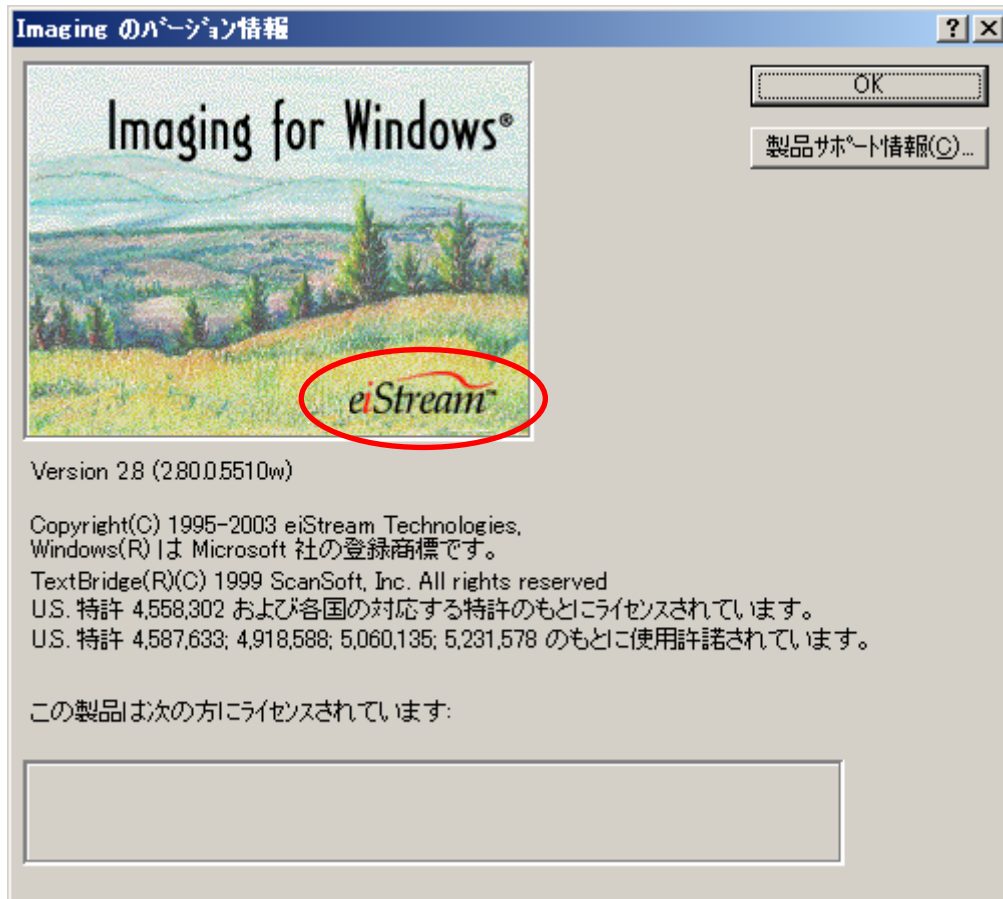 Imaging のバージョン情報
Imaging for Windows®
eiStream™
OK
製品サポート情報(C)...
Version 2.8 (2.80.0.5510w)
Copyright(C) 1995-2003 eiStream Technologies,
Windows(R) は Microsoft 社の登録商標です。
TextBridge(R)(C) 1999 ScanSoft, Inc. All rights reserved
U.S. 特許 4,558,302 および各国の対応する特許のもとにライセンスされています。
U.S. 特許 4,587,633; 4,918,588; 5,060,135; 5,231,578 のもとに使用許諾されています。
この製品は次の方にライセンスされています: